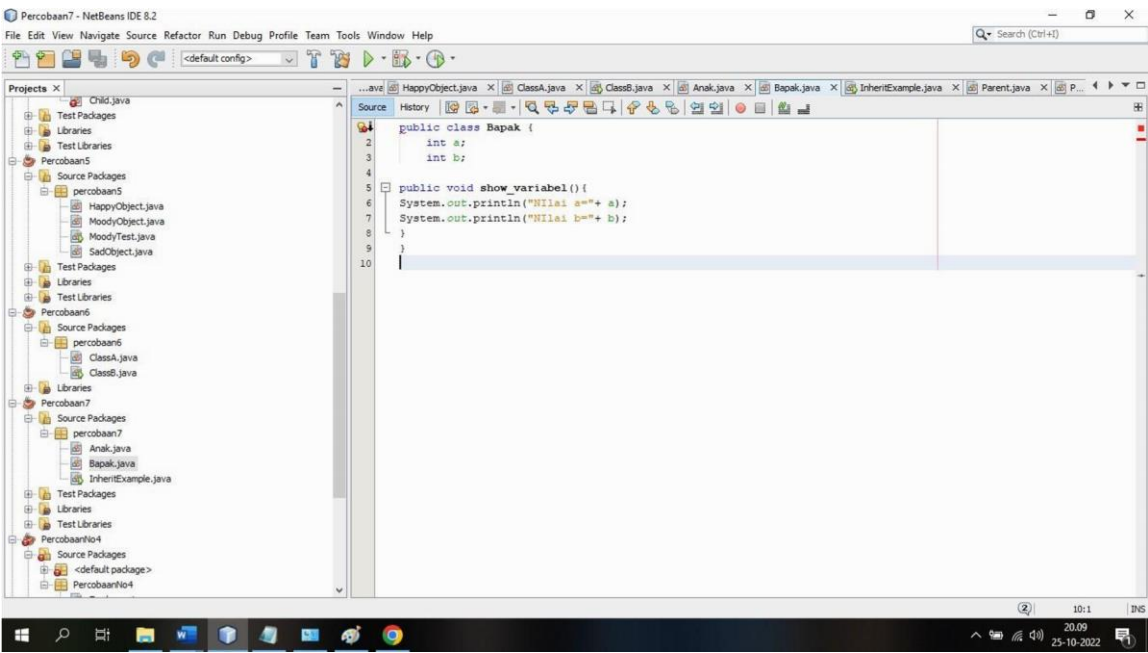 Percobaan7 - NetBeans IDE 8.2
File Edit View Navigate Source Refactor Run Debug Profile Team Tools Window Help
Search (Ctrl+I)
<default config>
Projects
...ava HappyObject.java ClassA.java ClassB.java Anak.java Bapak.java InheritExample.java Parent.java P...
Source History
Child.java
Test Packages
Libraries
Test Libraries
Percobaan5
Source Packages
percobaan5
HappyObject.java
MoodyObject.java
MoodyTest.java
SadObject.java
Test Packages
Libraries
Test Libraries
Percobaan6
Source Packages
percobaan6
ClassA.java
ClassB.java
Libraries
Percobaan7
Source Packages
percobaan7
Anak.java
Bapak.java
InheritExample.java
Test Packages
Libraries
Test Libraries
PercobaanNo4
Source Packages
<default package>
PercobaanNo4
public class Bapak {
2 int a;
3 int b;
4
5 public void show_variabel(){
6 System.out.println("NIlai a="+ a);
7 System.out.println("NIlai b="+ b);
8 }
9 }
10
2 10:1 INS
20.09
25-10-2022